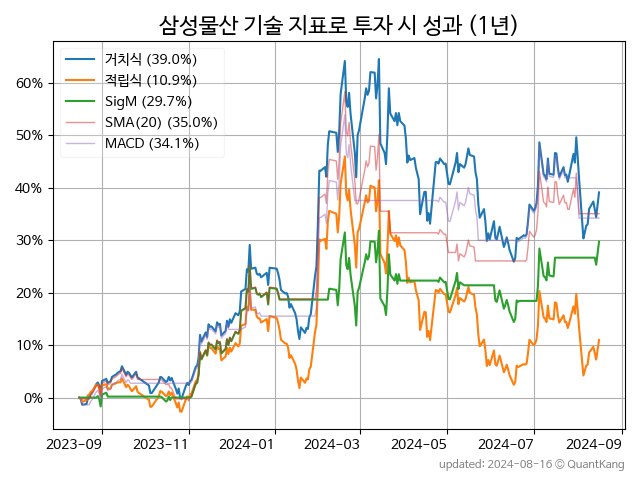 삼성물산 기술 지표로 투자 시 성과 (1년)
거치식 (39.0%)
적립식 (10.9%)
SigM (29.7%)
SMA(20) (35.0%)
MACD (34.1%)
60%
50%
40%
30%
20%
10%
0%
2023-09 2023-11 2024-01 2024-03 2024-05 2024-07 2024-09
updated: 2024-08-16 © QuantKang